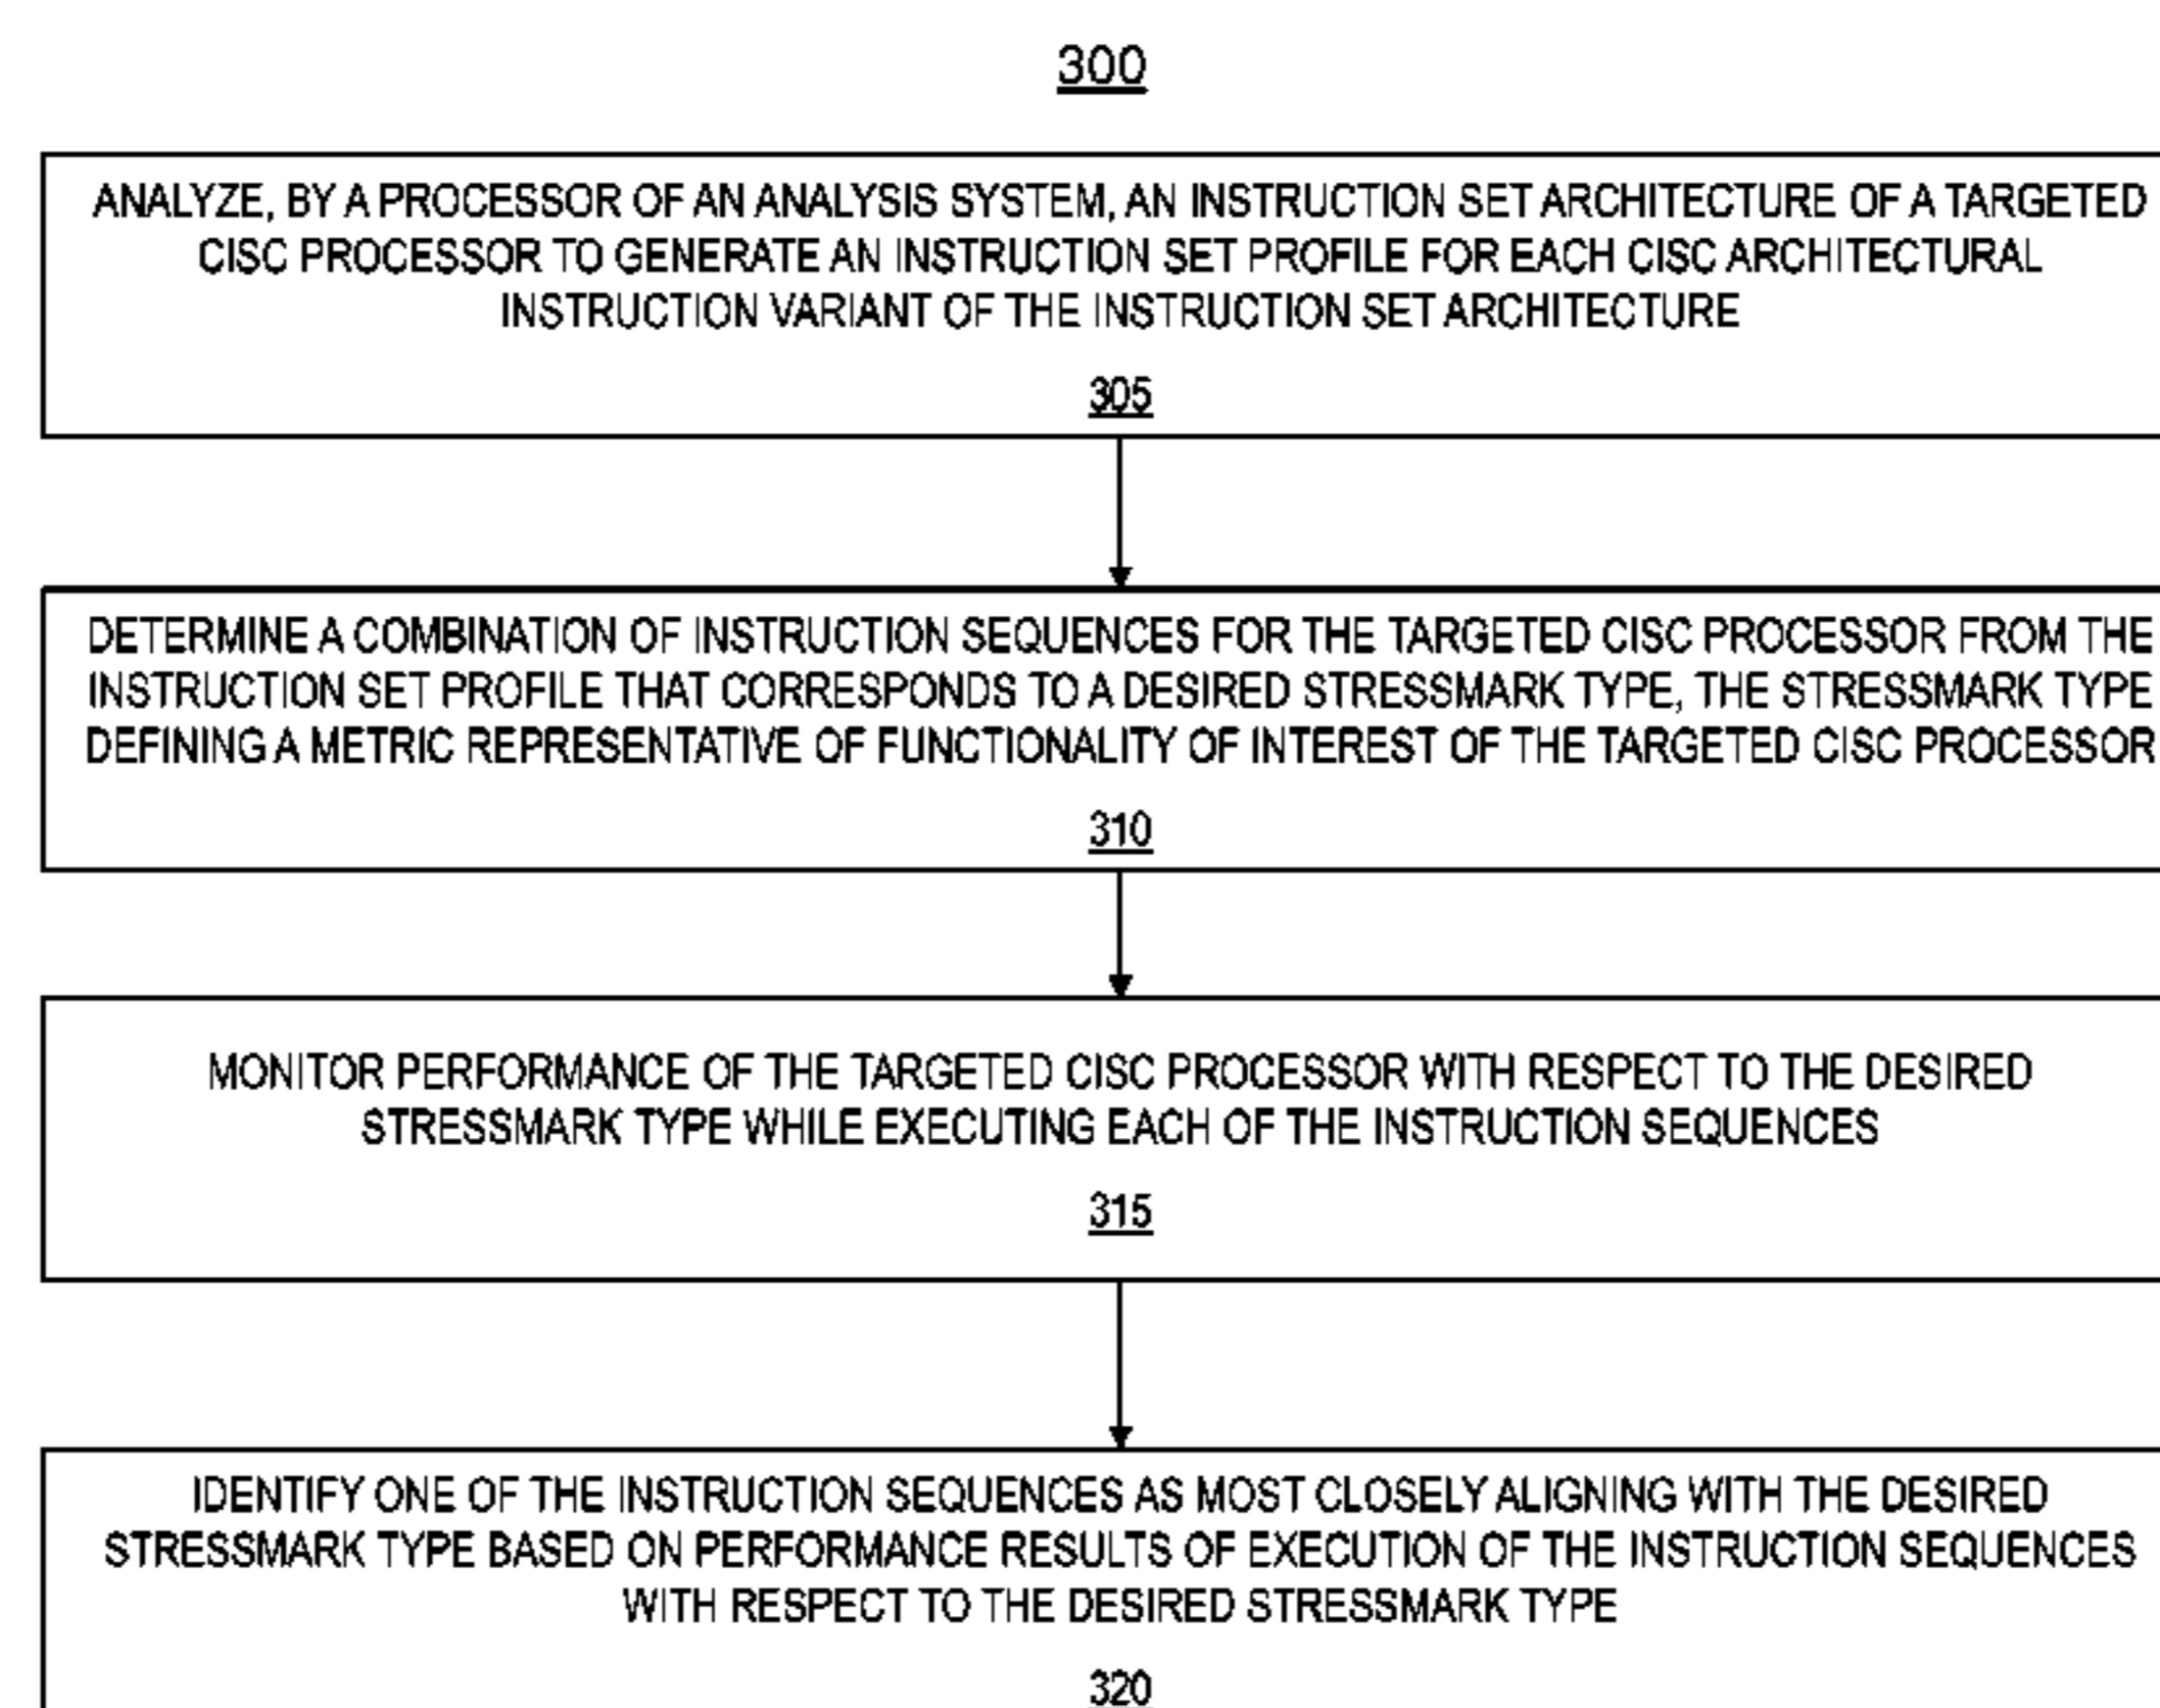 300
ANALYZE, BY A PROCESSOR OF AN ANALYSIS SYSTEM, AN INSTRUCTION SET ARCHITECTURE OF A TARGETED
CISC PROCESSOR TO GENERATE AN INSTRUCTION SET PROFILE FOR EACH CISC ARCHITECTURAL
INSTRUCTION VARIANT OF THE INSTRUCTION SET ARCHITECTURE
305
DETERMINE A COMBINATION OF INSTRUCTION SEQUENCES FOR THE TARGETED CISC PROCESSOR FROM THE
INSTRUCTION SET PROFILE THAT CORRESPONDS TO A DESIRED STRESSMARK TYPE, THE STRESSMARK TYPE
DEFINING A METRIC REPRESENTATIVE OF FUNCTIONALITY OF INTEREST OF THE TARGETED CISC PROCESSOR
310
MONITOR PERFORMANCE OF THE TARGETED CISC PROCESSOR WITH RESPECT TO THE DESIRED
STRESSMARK TYPE WHILE EXECUTING EACH OF THE INSTRUCTION SEQUENCES
315
IDENTIFY ONE OF THE INSTRUCTION SEQUENCES AS MOST CLOSELY ALIGNING WITH THE DESIRED
STRESSMARK TYPE BASED ON PERFORMANCE RESULTS OF EXECUTION OF THE INSTRUCTION SEQUENCES
WITH RESPECT TO THE DESIRED STRESSMARK TYPE
320